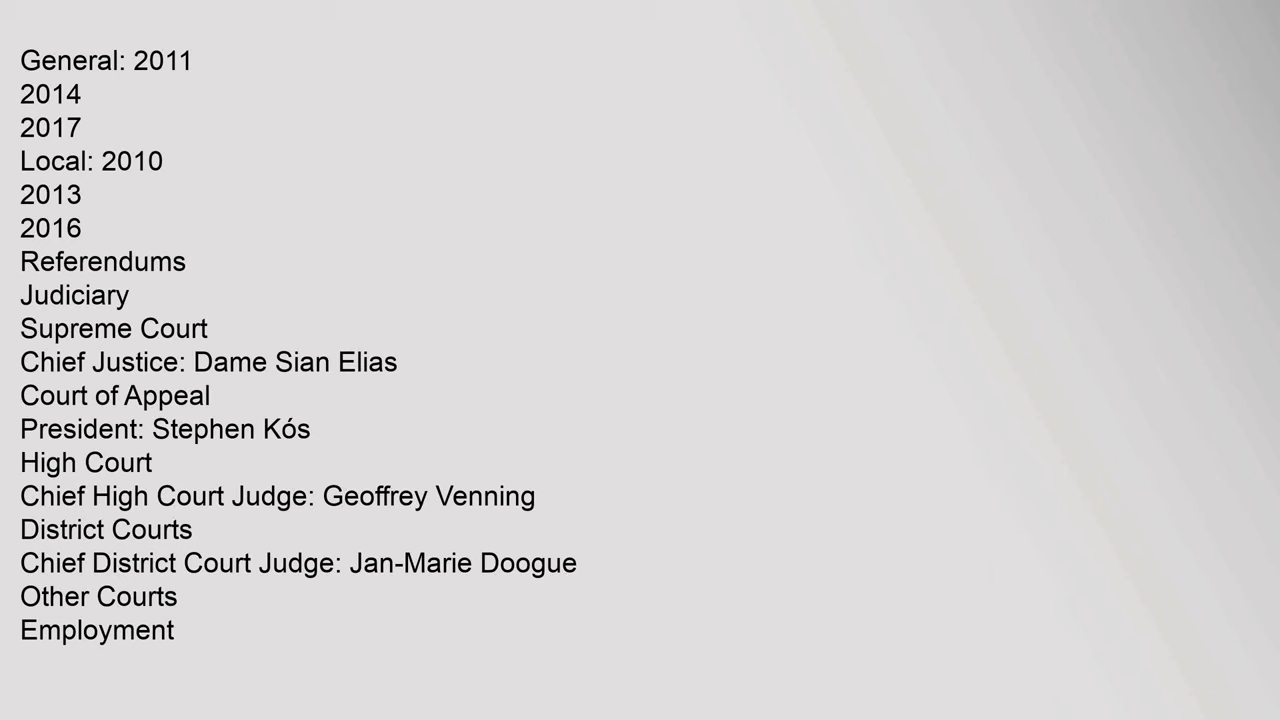 General: 2011
2014
2017
Local: 2010
2013
2016
Referendums
Judiciary
Supreme Court
Chief Justice: Dame Sian Elias
Court of Appeal
President: Stephen Kós
High Court
Chief High Court Judge: Geoffrey Venning
District Courts
Chief District Court Judge: Jan-Marie Doogue
Other Courts
Employment